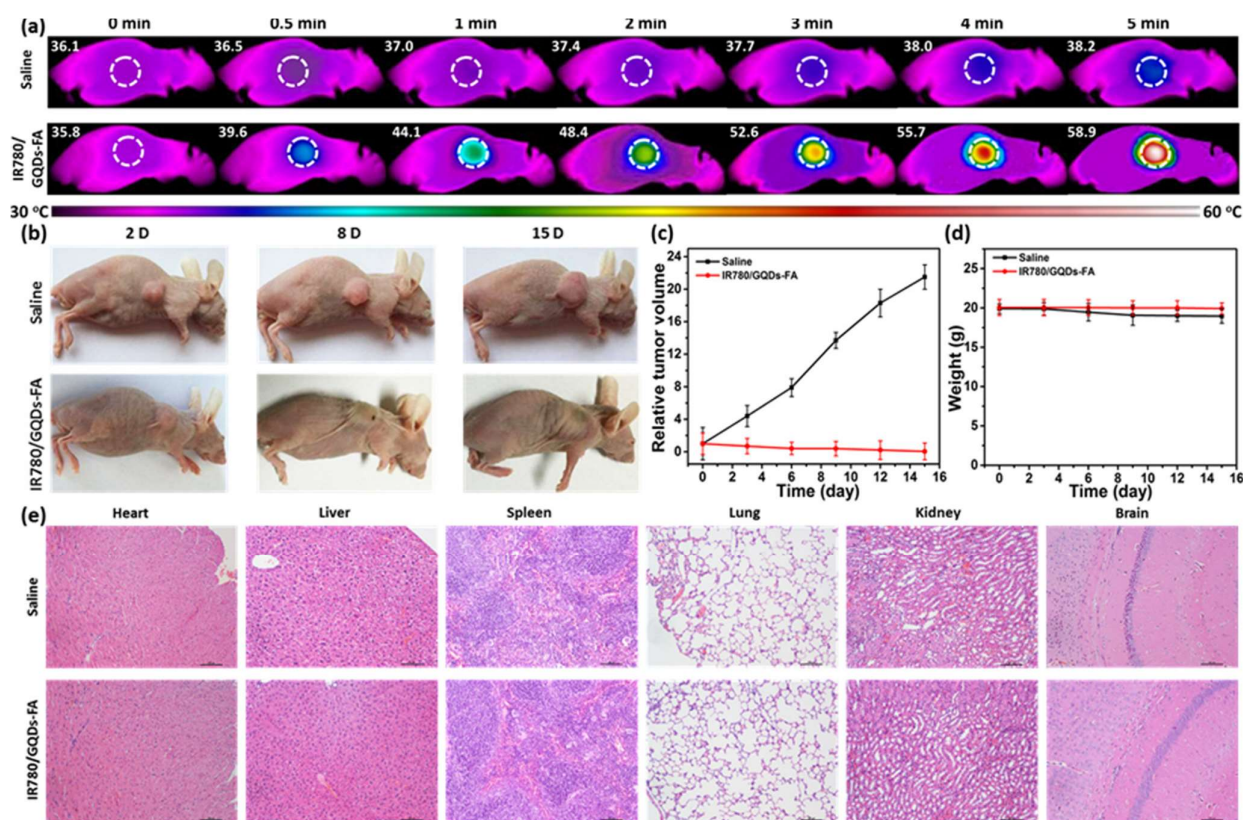 (a) 0 min 0.5 min 1 min 2 min 3 min 4 min 5 min
Saline
36.1 36.5 37.0 37.4 37.7 38.0 38.2
IR780/
GQDs-FA
35.8 39.6 44.1 48.4 52.6 55.7 58.9
30 °C 60 °C
(b) 2 D 8 D 15 D
Saline
IR780/GQDs-FA
(c)
Relative tumor volume
24
20
16
12
8
4
0
Saline
IR780/GQDs-FA
0 2 4 6 8 10 12 14 16
Time (day)
(d)
Weight (g)
25
20
15
10
5
0
Saline
IR780/GQDs-FA
0 2 4 6 8 10 12 14 16
Time (day)
(e) Heart Liver Spleen Lung Kidney Brain
Saline
IR780/GQDs-FA